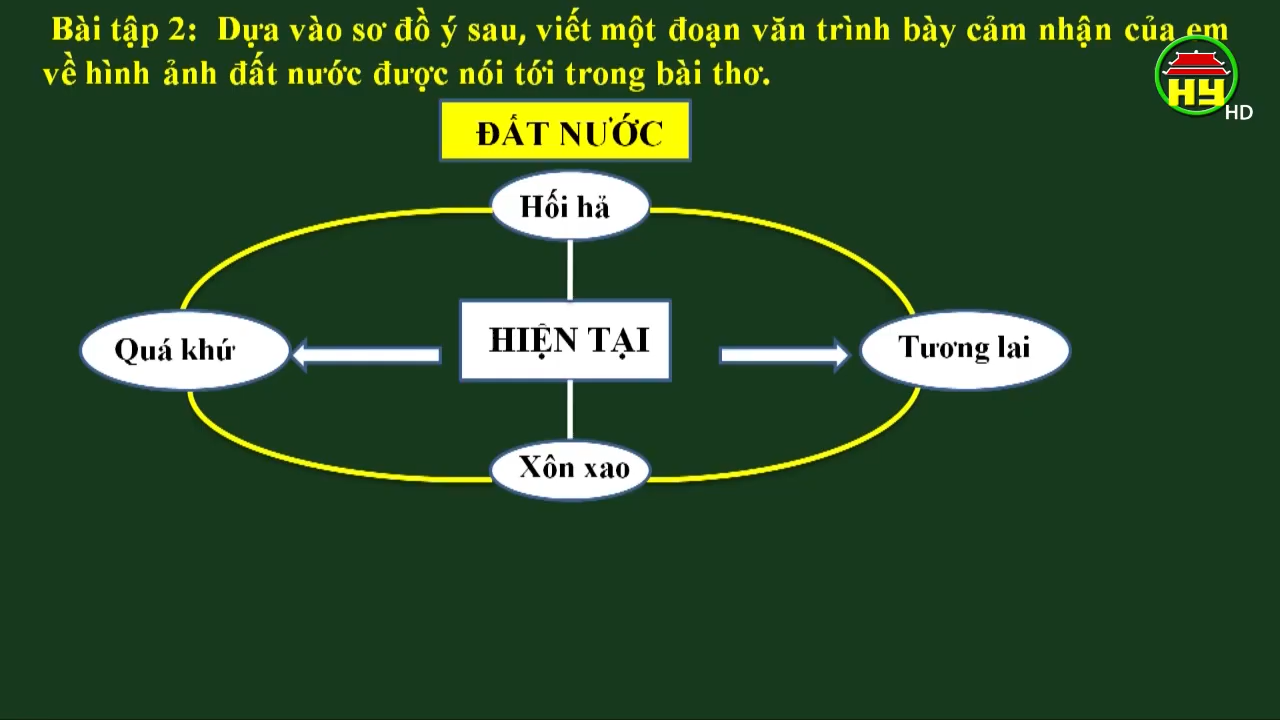 Bài tập 2: Dựa vào sơ đồ ý sau, viết một đoạn văn trình bày cảm nhận của em
về hình ảnh đất nước được nói tới trong bài thơ.
HY
HD
ĐẤT NƯỚC
Hối hả
Quá khứ
HIỆN TẠI
Tương lai
Xôn xao